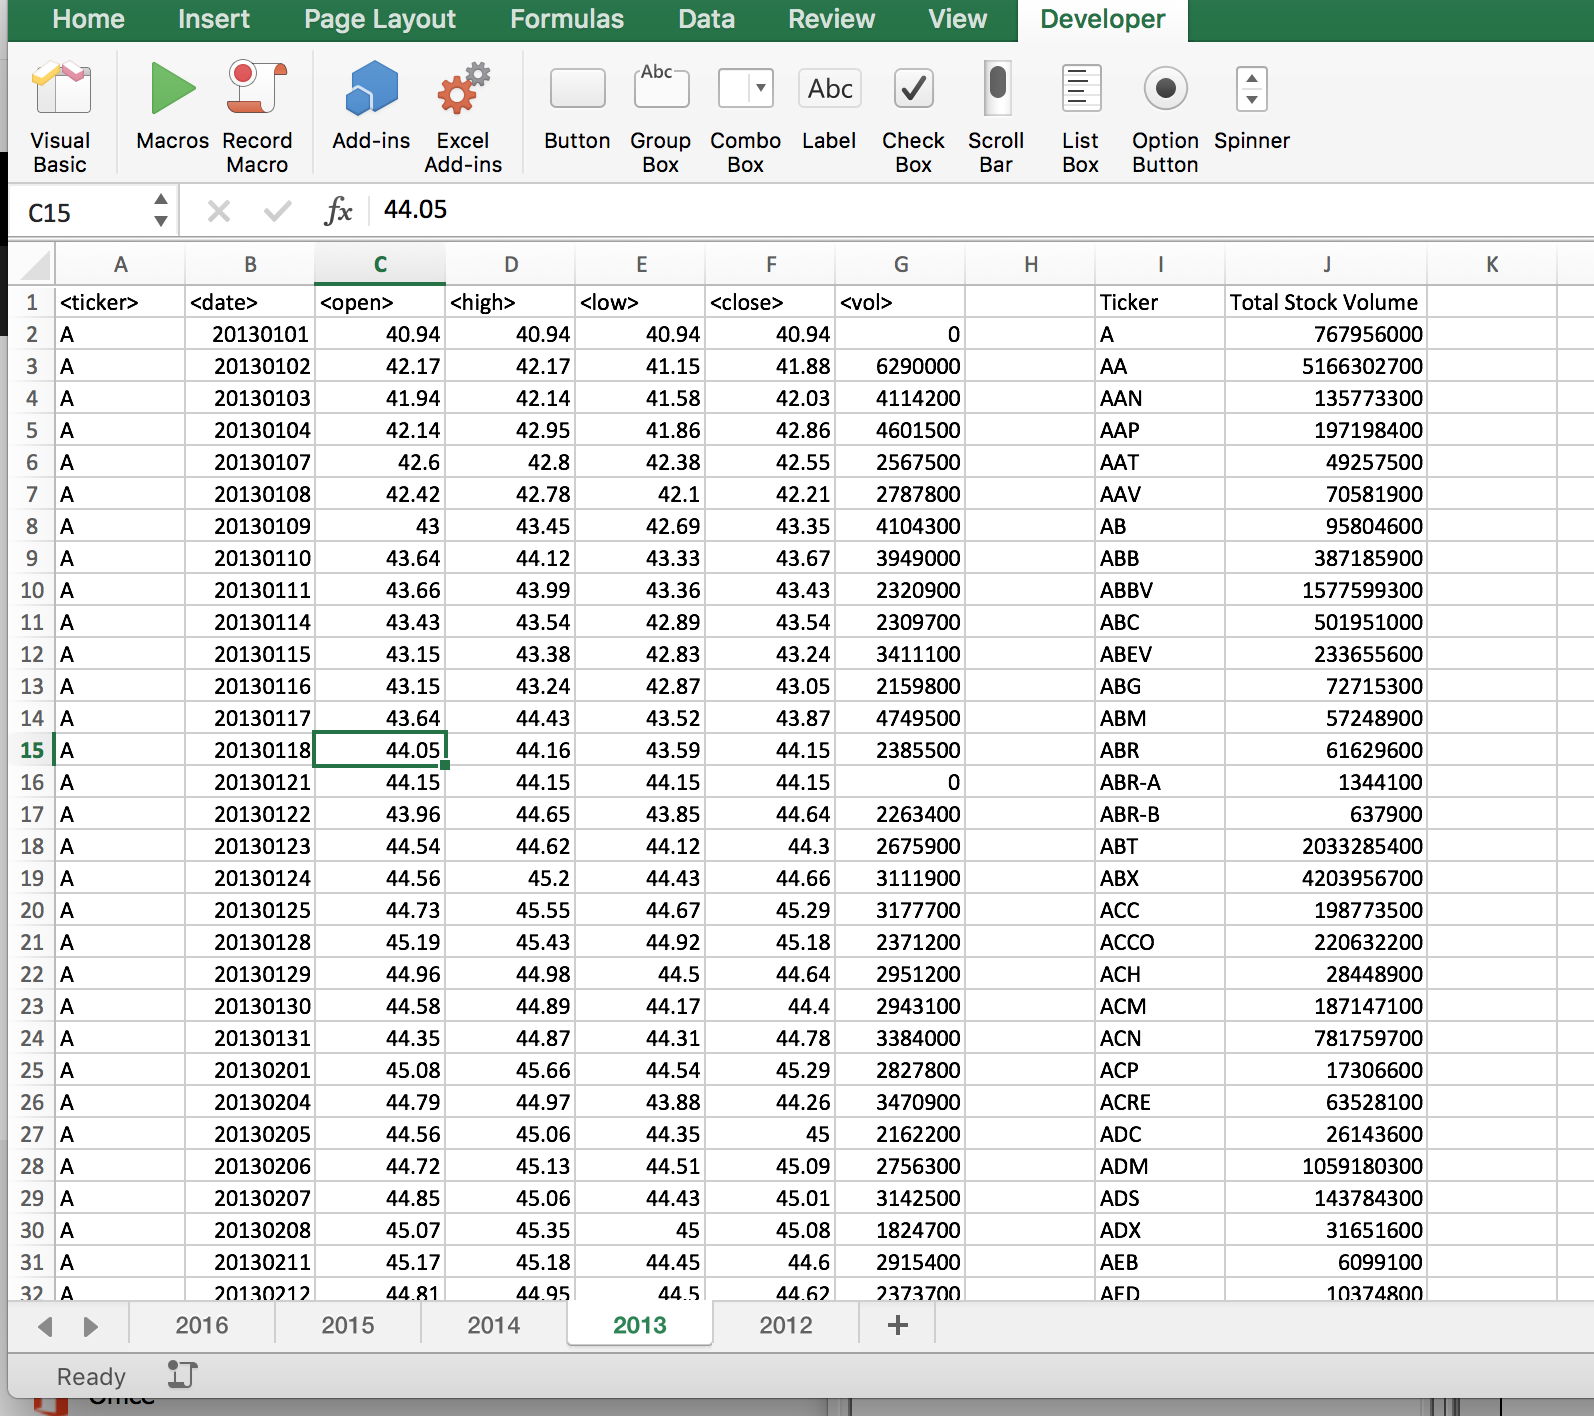 Home Insert Page Layout Formulas Data Review View Developer
Visual Basic Macros Record Macro Add-ins Excel Add-ins Button Group Box Combo Box Label Check Box Scroll Bar List Box Option Button Spinner
Abc Abc
C15 fx 44.05
A B C D E F G H I J K
1 <ticker> <date> <open> <high> <low> <close> <vol> Ticker Total Stock Volume
2 A 20130101 40.94 40.94 40.94 40.94 0 A 767956000
3 A 20130102 42.17 42.17 41.15 41.88 6290000 AA 5166302700
4 A 20130103 41.94 42.14 41.58 42.03 4114200 AAN 135773300
5 A 20130104 42.14 42.95 41.86 42.86 4601500 AAP 197198400
6 A 20130107 42.6 42.8 42.38 42.55 2567500 AAT 49257500
7 A 20130108 42.42 42.78 42.1 42.21 2787800 AAV 70581900
8 A 20130109 43 43.45 42.69 43.35 4104300 AB 95804600
9 A 20130110 43.64 44.12 43.33 43.67 3949000 ABB 387185900
10 A 20130111 43.66 43.99 43.36 43.43 2320900 ABBV 1577599300
11 A 20130114 43.43 43.54 42.89 43.54 2309700 ABC 501951000
12 A 20130115 43.15 43.38 42.83 43.24 3411100 ABEV 233655600
13 A 20130116 43.15 43.24 42.87 43.05 2159800 ABG 72715300
14 A 20130117 43.64 44.43 43.52 43.87 4749500 ABM 57248900
15 A 20130118 44.05 44.16 43.59 44.15 2385500 ABR 61629600
16 A 20130121 44.15 44.15 44.15 44.15 0 ABR-A 1344100
17 A 20130122 43.96 44.65 43.85 44.64 2263400 ABR-B 637900
18 A 20130123 44.54 44.62 44.12 44.3 2675900 ABT 2033285400
19 A 20130124 44.56 45.2 44.43 44.66 3111900 ABX 4203956700
20 A 20130125 44.73 45.55 44.67 45.29 3177700 ACC 198773500
21 A 20130128 45.19 45.43 44.92 45.18 2371200 ACCO 220632200
22 A 20130129 44.96 44.98 44.5 44.64 2951200 ACH 28448900
23 A 20130130 44.58 44.89 44.17 44.4 2943100 ACM 187147100
24 A 20130131 44.35 44.87 44.31 44.78 3384000 ACN 781759700
25 A 20130201 45.08 45.66 44.54 45.29 2827800 ACP 17306600
26 A 20130204 44.79 44.97 43.88 44.26 3470900 ACRE 63528100
27 A 20130205 44.56 45.06 44.35 45 2162200 ADC 26143600
28 A 20130206 44.72 45.13 44.51 45.09 2756300 ADM 1059180300
29 A 20130207 44.85 45.06 44.43 45.01 3142500 ADS 143784300
30 A 20130208 45.07 45.35 45 45.08 1824700 ADX 31651600
31 A 20130211 45.17 45.18 44.45 44.6 2915400 AEB 6099100
32 A 20130212 44.81 44.95 44.5 44.62 2373700 AED 10374800
2016 2015 2014 2013 2012 +
Ready
Office